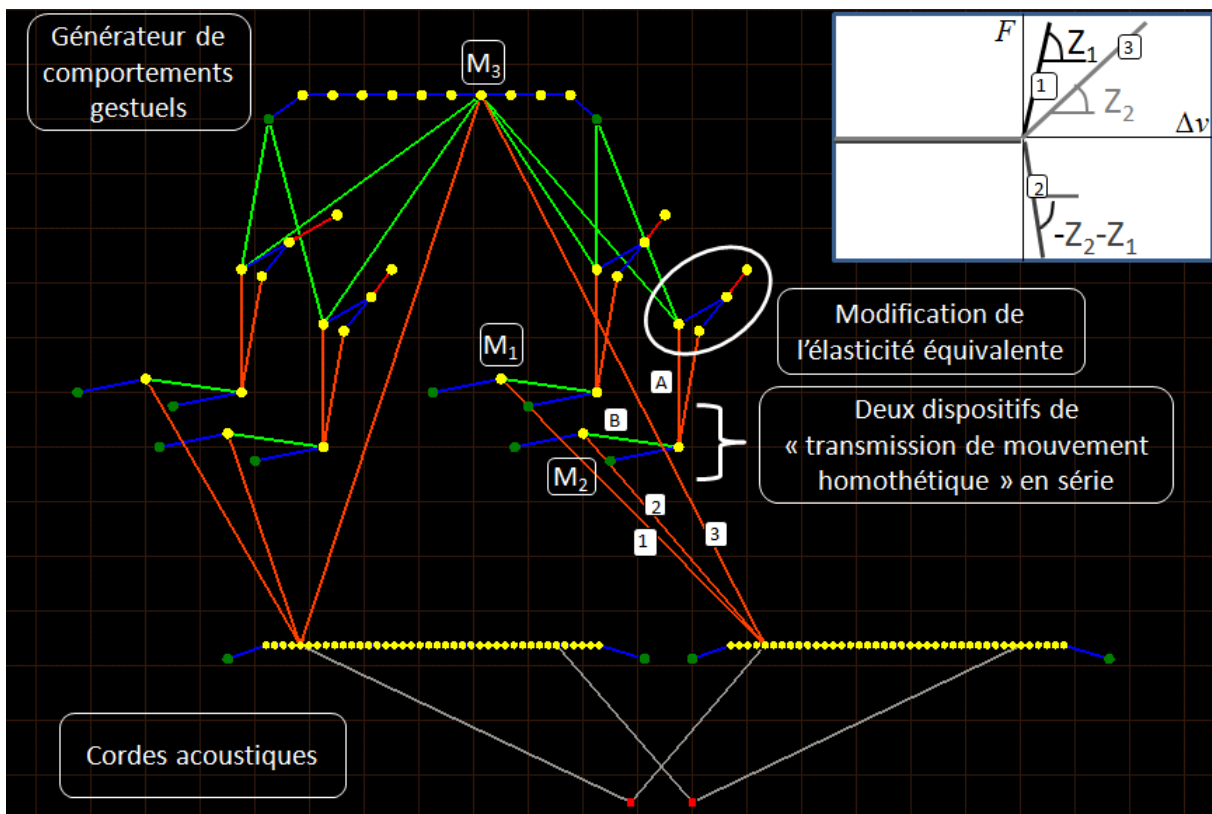 Générateur de
comportements
gestuels
M3
F
Z1
1
3
Z2
Δv
2
-Z2-Z1
Modification de
l'élasticité équivalente
M1
A
B
Deux dispositifs de
« transmission de mouvement
homothétique » en série
M2
2
1
3
Cordes acoustiques